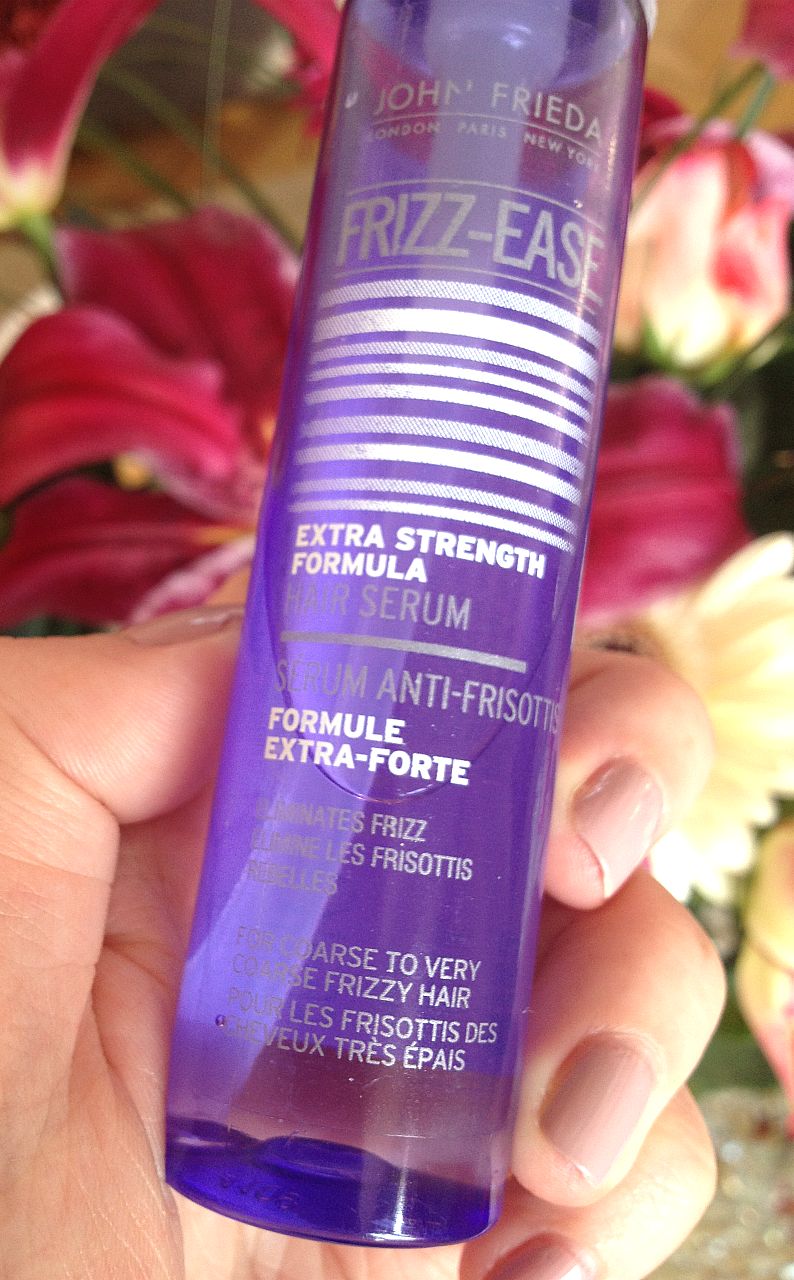 JOHN FRIEDA
LONDON PARIS NEW YORK
FRIZZ-EASE
EXTRA STRENGTH
FORMULA
HAIR SERUM
SÉRUM ANTI-FRISOTTIS
FORMULE
EXTRA-FORTE
ELIMINATES FRIZZ
ÉLIMINE LES FRISOTTIS
REBELLES
FOR COARSE TO VERY
COARSE FRIZZY HAIR
POUR LES FRISOTTIS DES
CHEVEUX TRÈS ÉPAIS